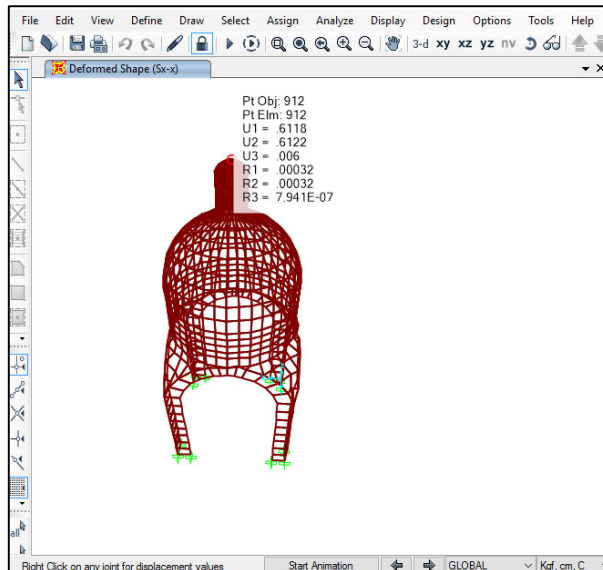 File Edit View Define Draw Select Assign Analyze Display Design Options Tools Help
3-d xy xz yz nv
Deformed Shape (Sx-x)
Pt Obj: 912
Pt Elm: 912
U1 = .6118
U2 = .6122
U3 = .006
R1 = .00032
R2 = .00032
R3 = 7.941E-07
all
Right Click on any joint for displacement values Start Animation GLOBAL Kgf, cm, C